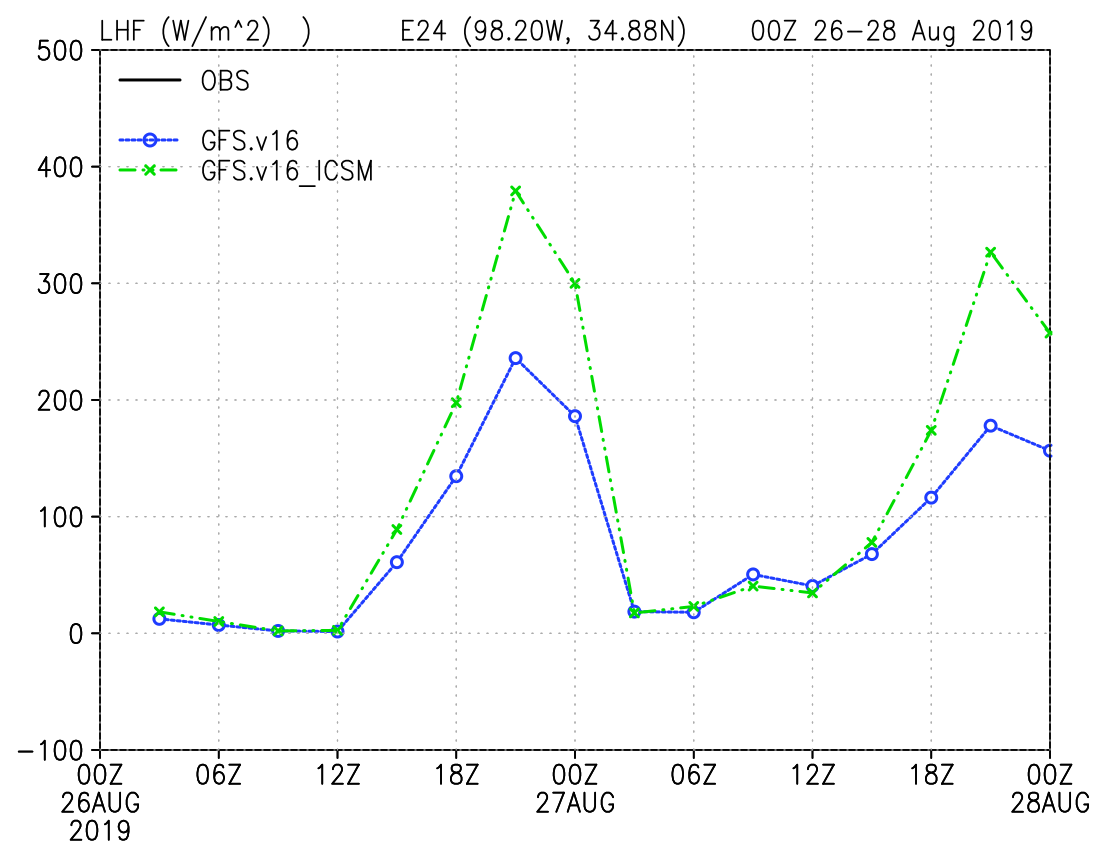 LHF (W/m^2) ) E24 (98.20W, 34.88N) 00Z 26-28 Aug 2019
500
OBS
GFS.v16
400
GFS.v16_ICSM
300
200
100
0
-100
00Z 06Z 12Z 18Z 00Z 06Z 12Z 18Z 00Z
26AUG 27AUG 28AUG
2019